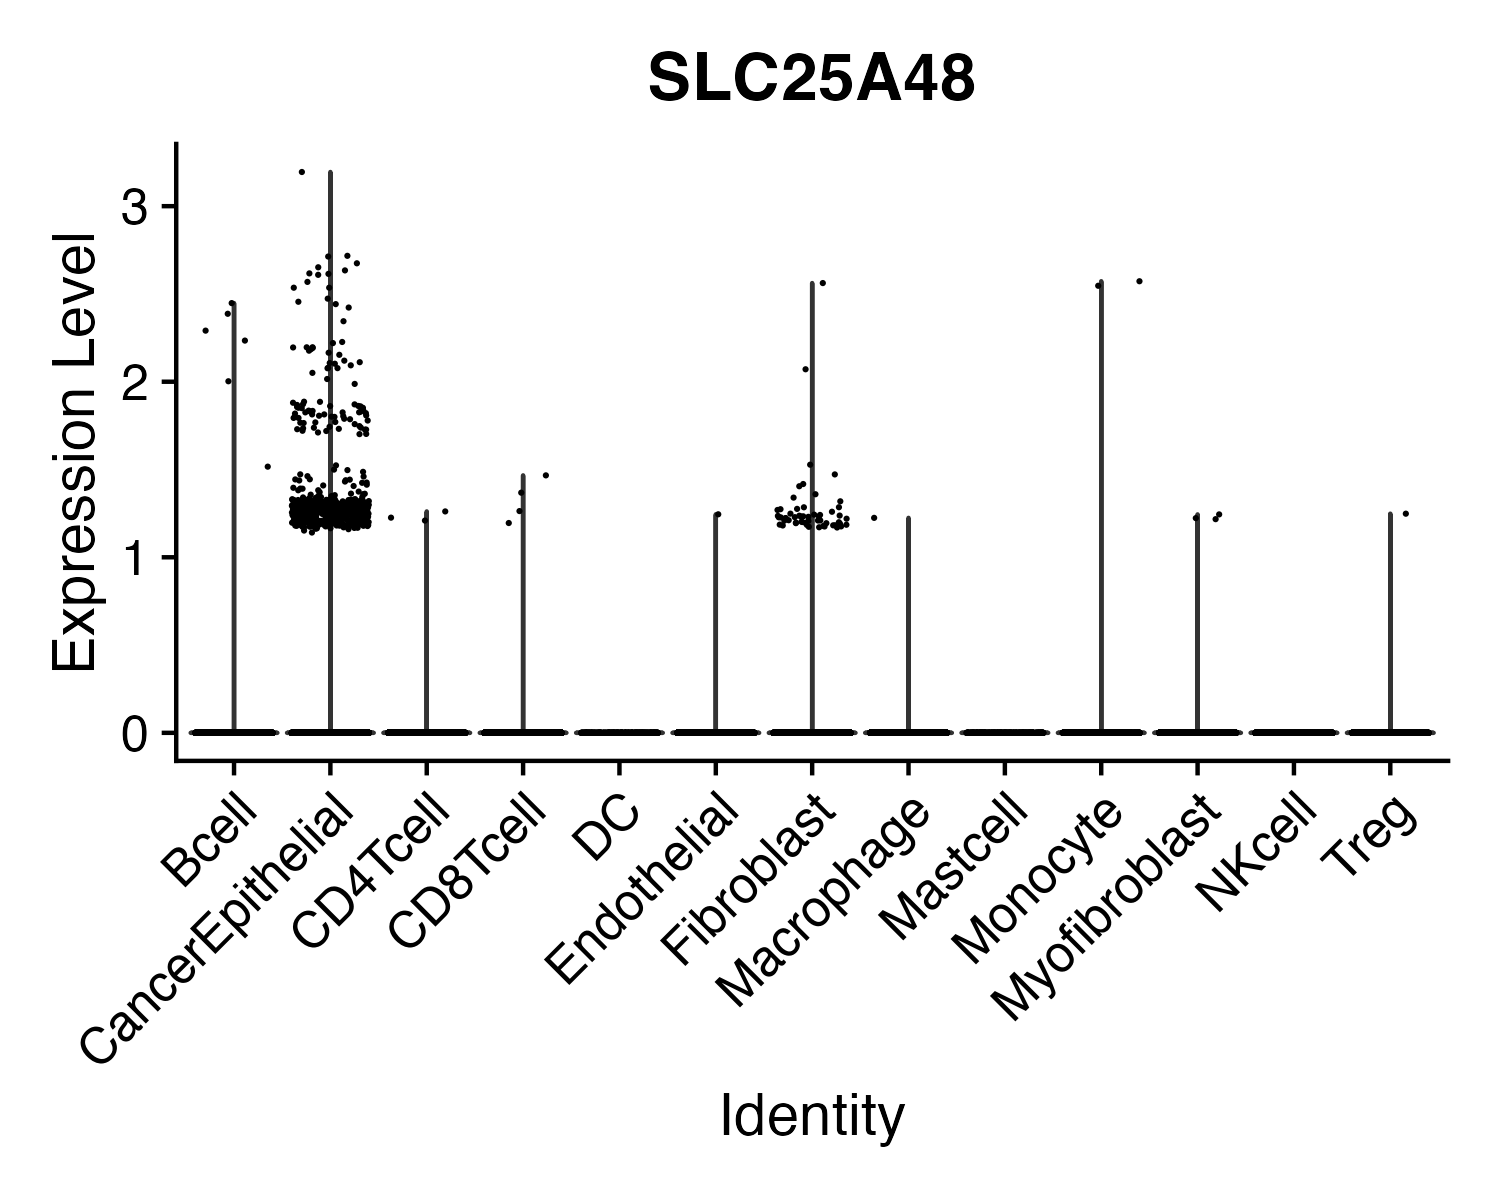 SLC25A48
Expression Level
3
2
1
0
Bcell
CancerEpithelial
CD4Tcell
CD8Tcell
DC
Endothelial
Fibroblast
Macrophage
Mastcell
Monocyte
Myofibroblast
NKcell
Treg
Identity